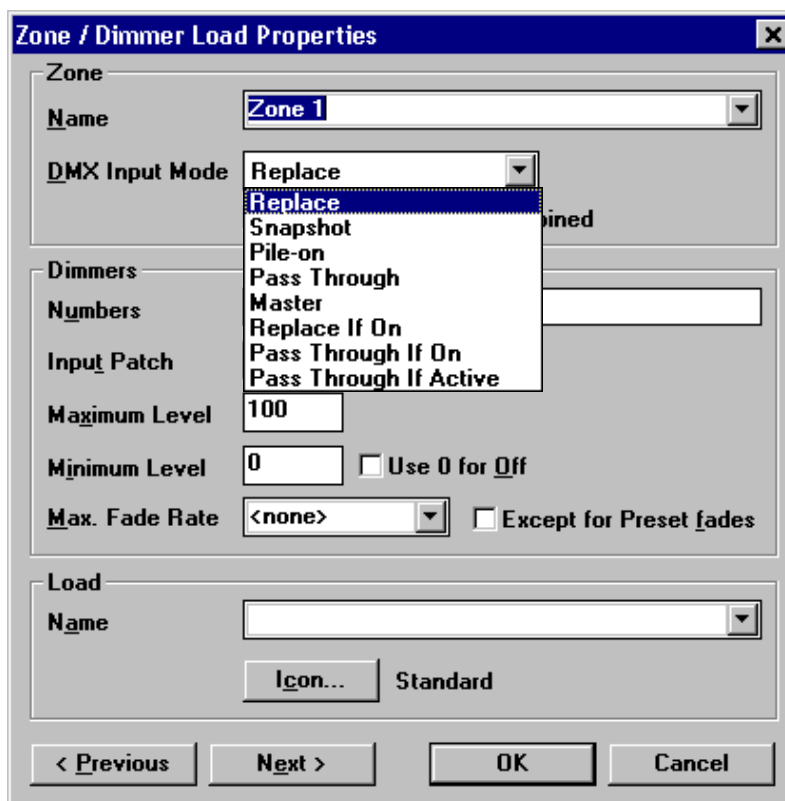 Zone / Dimmer Load Properties
Zone
Name
Zone 1
DMX Input Mode
Replace
Replace
Snapshot
Pile-on
Pass Through
Master
Replace If On
Pass Through If On
Pass Through If Active
Dimmers
Numbers
Input Patch
Maximum Level
100
Minimum Level
0
Use 0 for Off
Max. Fade Rate
<none>
Except for Preset fades
Load
Name
Icon...
Standard
< Previous
Next >
OK
Cancel